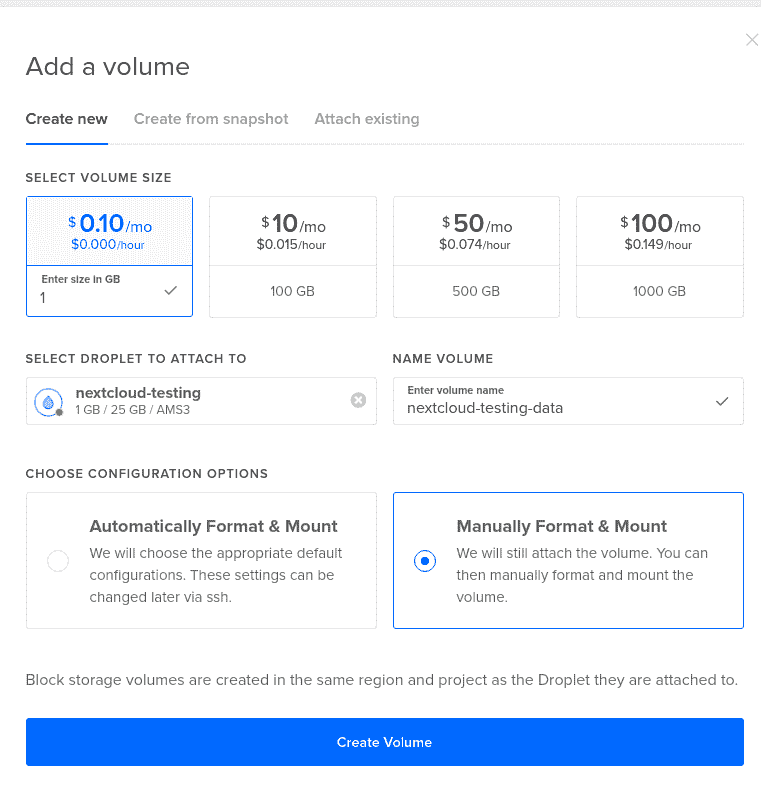 Add a volume
Create new Create from snapshot Attach existing
SELECT VOLUME SIZE
$0.10/mo
$0.000/hour
Enter size in GB
1
$10/mo
$0.015/hour
100 GB
$50/mo
$0.074/hour
500 GB
$100/mo
$0.149/hour
1000 GB
SELECT DROPLET TO ATTACH TO
nextcloud-testing
1 GB / 25 GB / AMS3
NAME VOLUME
Enter volume name
nextcloud-testing-data
CHOOSE CONFIGURATION OPTIONS
Automatically Format & Mount
We will choose the appropriate default
configurations. These settings can be
changed later via ssh.
Manually Format & Mount
We will still attach the volume. You can
then manually format and mount the
volume.
Block storage volumes are created in the same region and project as the Droplet they are attached to.
Create Volume